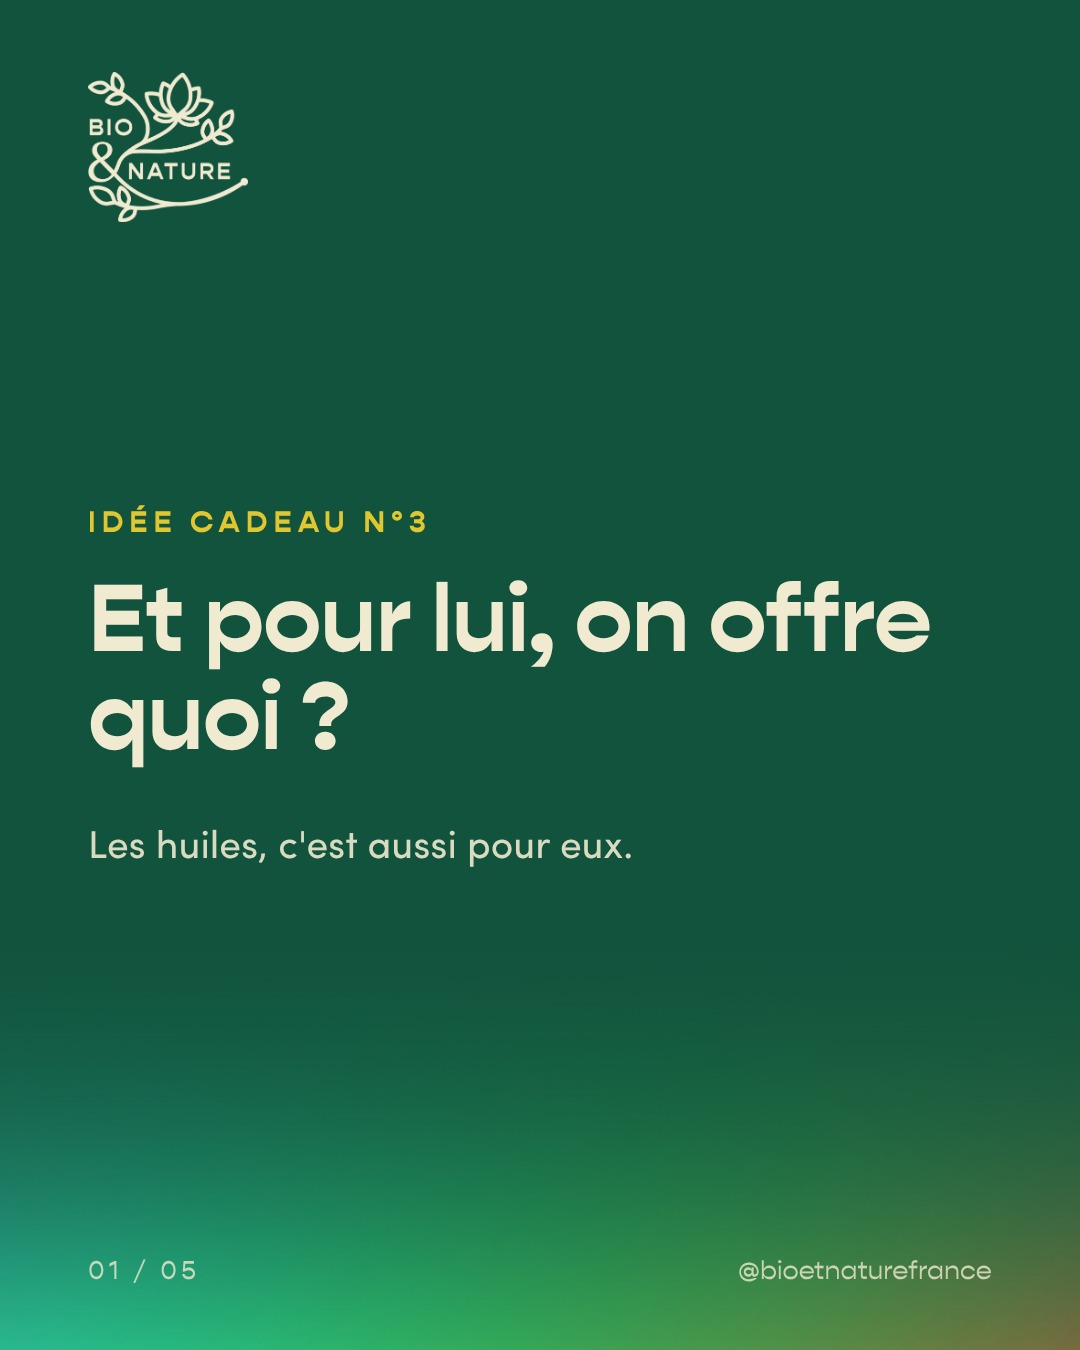 BIO
& NATURE
IDÉE CADEAU N°3
Et pour lui, on offre
quoi ?
Les huiles, c'est aussi pour eux.
01 / 05
@bioetnaturefrance